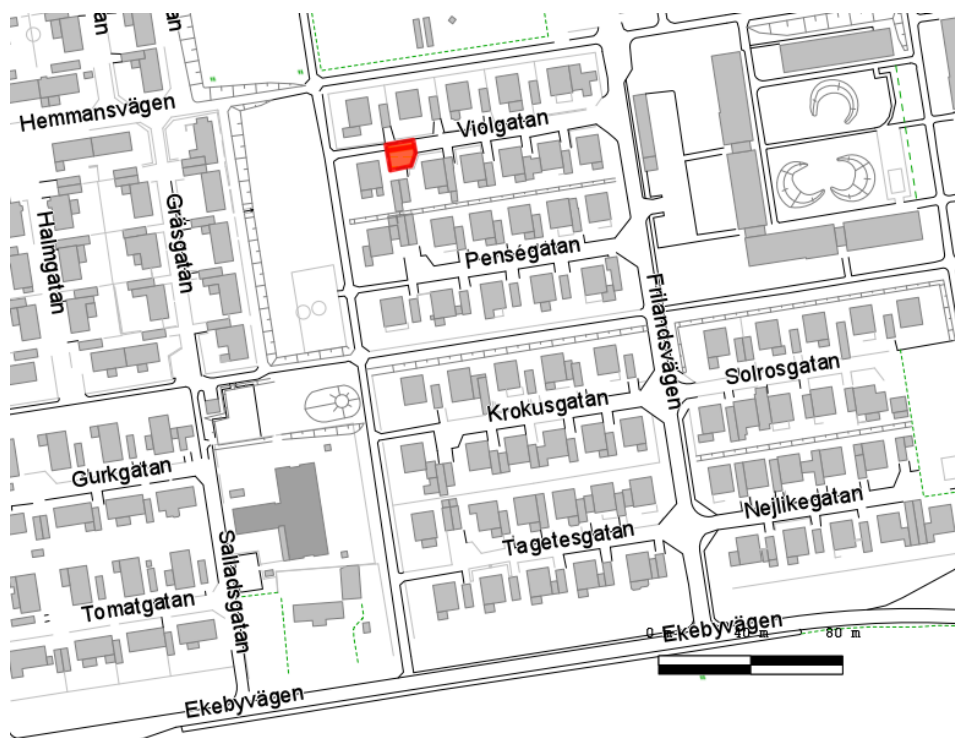 Hemmansvägen
Violgatan
Halmgatan
Gräsgatan
Penségatan
Frilandsvägen
Solrosgatan
Krokusgatan
Gurkgatan
Nejlikegatan
Tagetesgatan
Salladsgatan
Tomatgatan
Ekebyvägen
0 m 40 m 80 m
Ekebyvägen